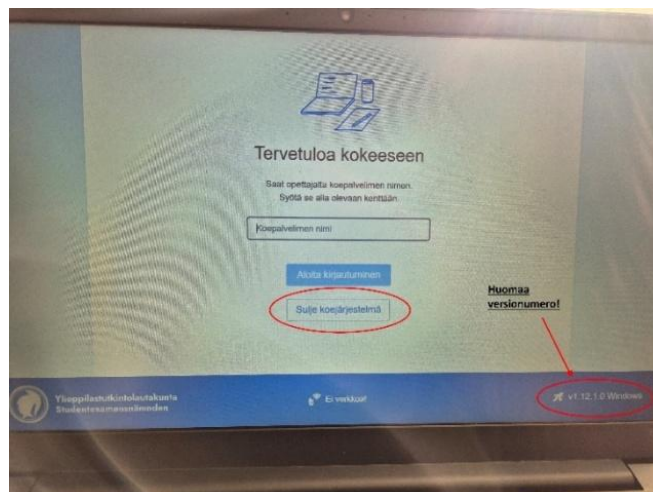 Tervetuloa kokeeseen
Saat opettajalta koepalvelimen nimen.
Syötä se alla olevaan kenttään.
Koepalvelimen nimi
Aloita kirjautuminen
Sulje koejärjestelmä
Huomaa
versionumero!
Ylioppilastutkintolautakunta
Studentexamensnämnden
Ei verkkoa!
v1.12.1.0 Windows